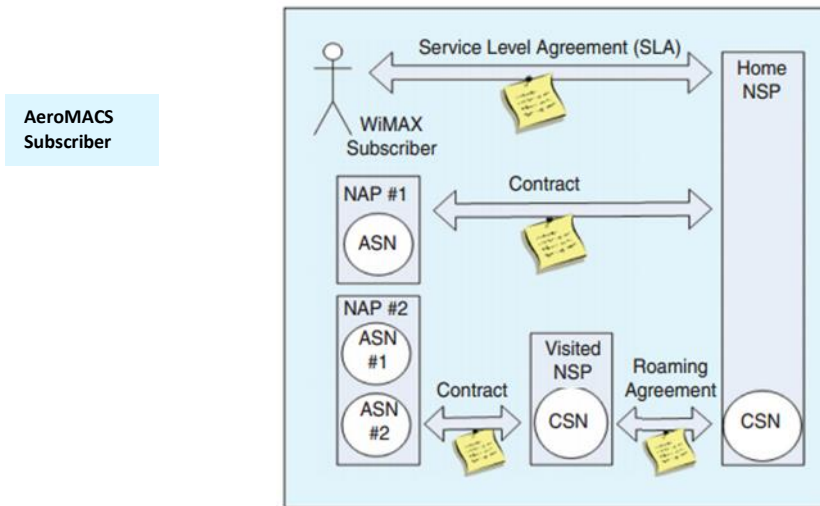 AeroMACS
Subscriber
Service Level Agreement (SLA)
Home
NSP
WiMAX
Subscriber
NAP #1
Contract
ASN
NAP #2
ASN
#1
Visited
NSP
Roaming
Agreement
Contract
ASN
#2
CSN
CSN